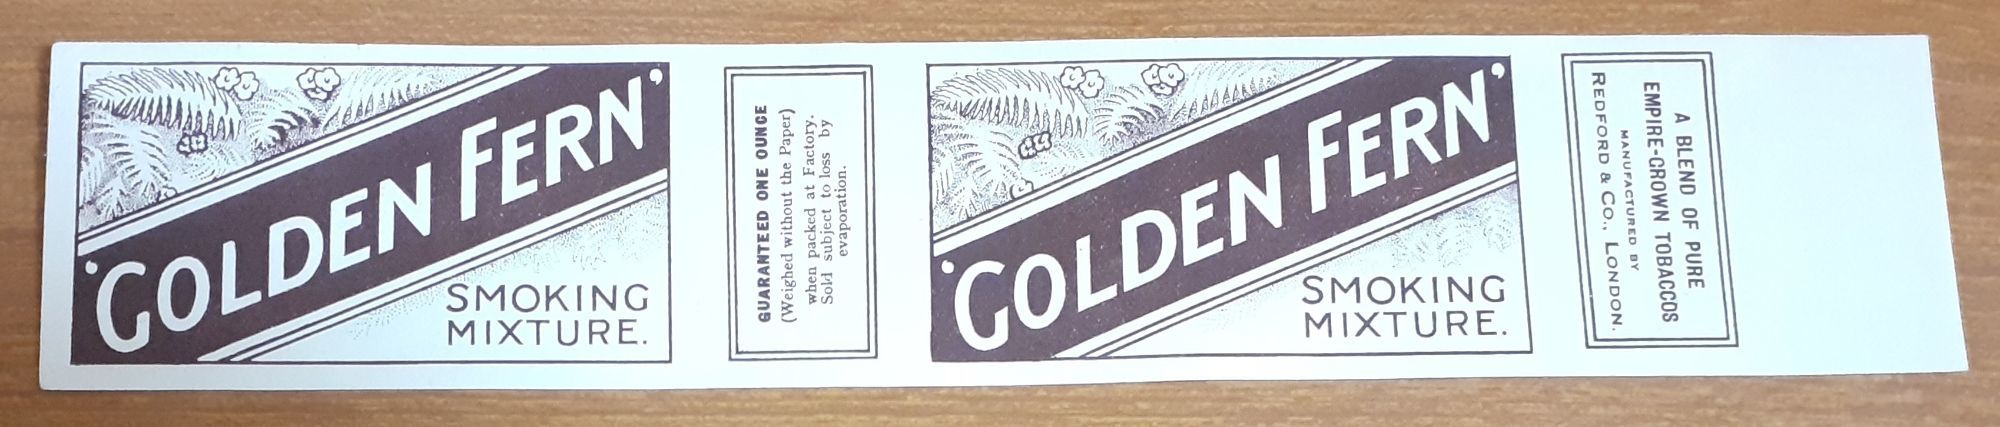 'GOLDEN FERN'
SMOKING
MIXTURE.
GUARANTEED ONE OUNCE
(Weighed without the Paper)
when packed at Factory.
Sold subject to loss by
evaporation.
'GOLDEN FERN'
SMOKING
MIXTURE.
A BLEND OF PURE
EMPIRE-GROWN TOBACCOS
MANUFACTURED BY
REDFORD & CO., LONDON.